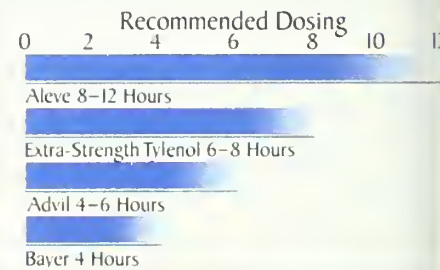 Recommended Dosing
0 2 4 6 8 10
Aleve 8–12 Hours
Extra-Strength Tylenol 6–8 Hours
Advil 4–6 Hours
Bayer 4 Hours